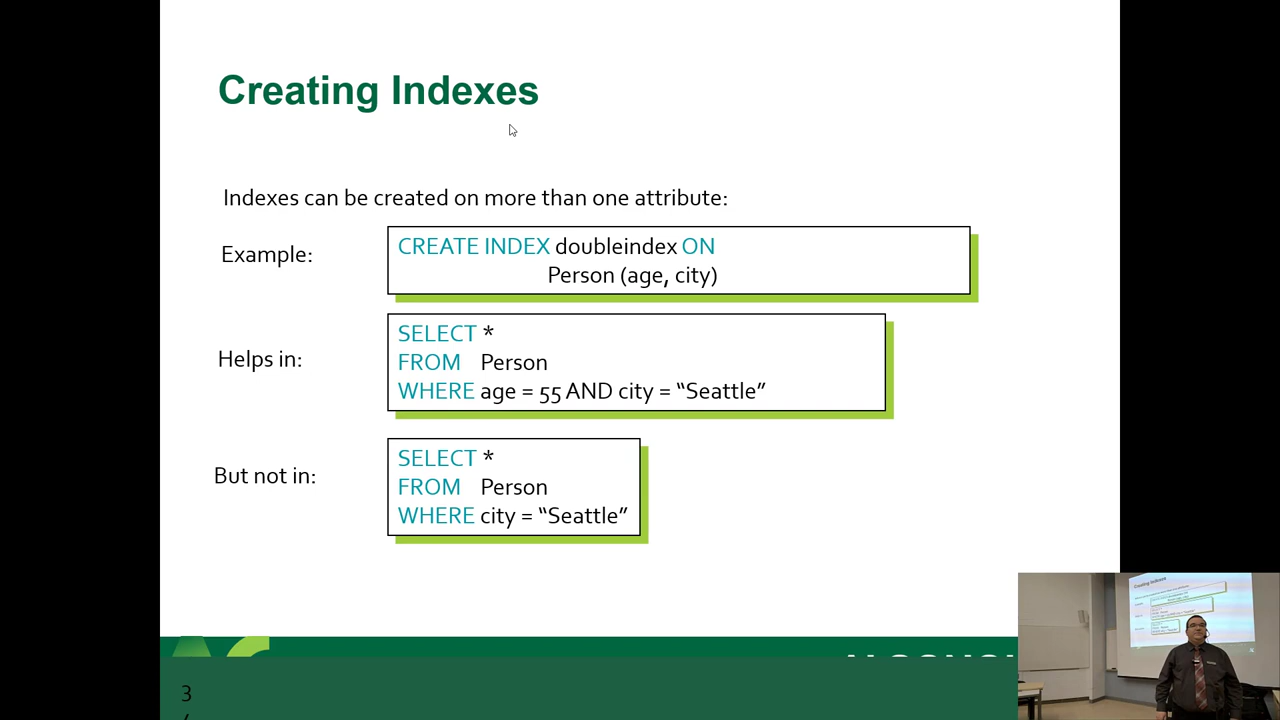 Creating Indexes
Indexes can be created on more than one attribute:
Example:
CREATE INDEX doubleindex ON
Person (age, city)
Helps in:
SELECT *
FROM Person
WHERE age = 55 AND city = “Seattle”
But not in:
SELECT *
FROM Person
WHERE city = “Seattle”
3
Creating Indexes